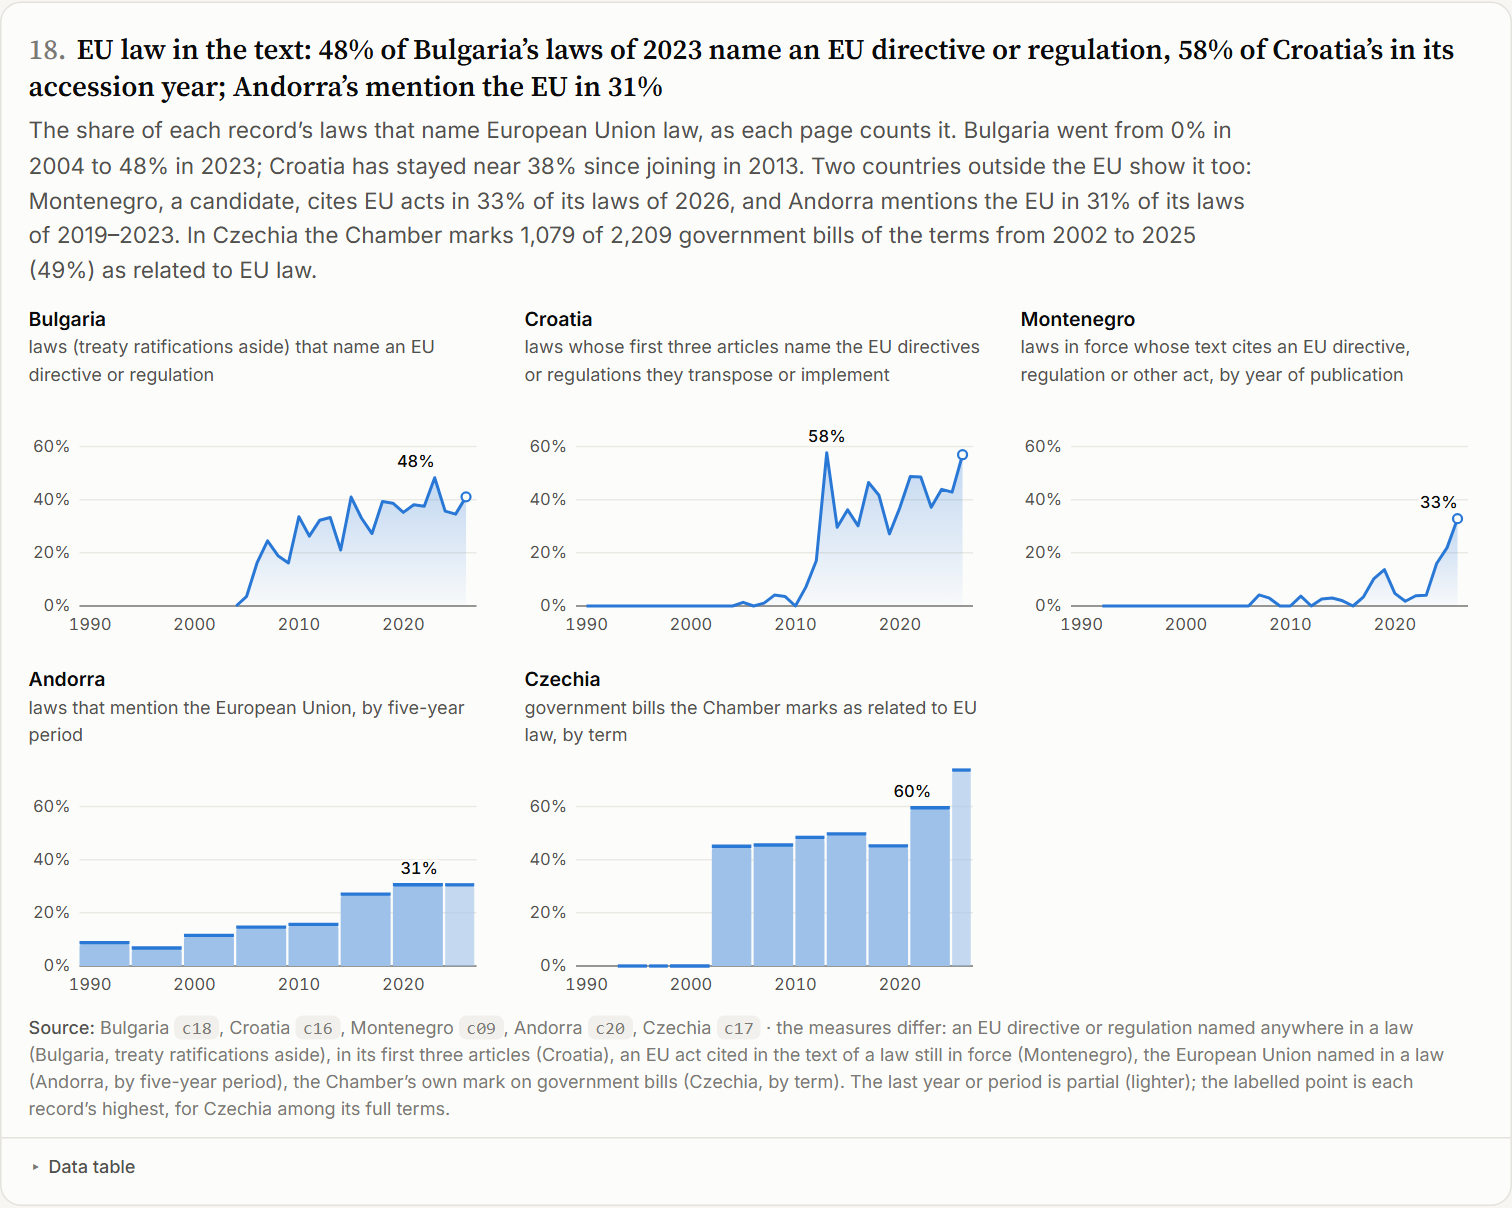 18. EU law in the text: 48% of Bulgaria’s laws of 2023 name an EU directive or regulation, 58% of Croatia’s in its
accession year; Andorra’s mention the EU in 31%
The share of each record’s laws that name European Union law, as each page counts it. Bulgaria went from 0% in
2004 to 48% in 2023; Croatia has stayed near 38% since joining in 2013. Two countries outside the EU show it too:
Montenegro, a candidate, cites EU acts in 33% of its laws of 2026, and Andorra mentions the EU in 31% of its laws
of 2019–2023. In Czechia the Chamber marks 1,079 of 2,209 government bills of the terms from 2002 to 2025
(49%) as related to EU law.
Bulgaria
laws (treaty ratifications aside) that name an EU
directive or regulation
60%
48%
40%
20%
0%
1990 2000 2010 2020
Croatia
laws whose first three articles name the EU directives
or regulations they transpose or implement
58%
60%
40%
20%
0%
1990 2000 2010 2020
Montenegro
laws in force whose text cites an EU directive,
regulation or other act, by year of publication
60%
40%
33%
20%
0%
1990 2000 2010 2020
Andorra
laws that mention the European Union, by five-year
period
60%
40%
31%
20%
0%
1990 2000 2010 2020
Czechia
government bills the Chamber marks as related to EU
law, by term
60%
60%
40%
20%
0%
1990 2000 2010 2020
Source: Bulgaria c18, Croatia c16, Montenegro c09, Andorra c20, Czechia c17 · the measures differ: an EU directive or regulation named anywhere in a law
(Bulgaria, treaty ratifications aside), in its first three articles (Croatia), an EU act cited in the text of a law still in force (Montenegro), the European Union named in a law
(Andorra, by five-year period), the Chamber’s own mark on government bills (Czechia, by term). The last year or period is partial (lighter); the labelled point is each
record’s highest, for Czechia among its full terms.
Data table